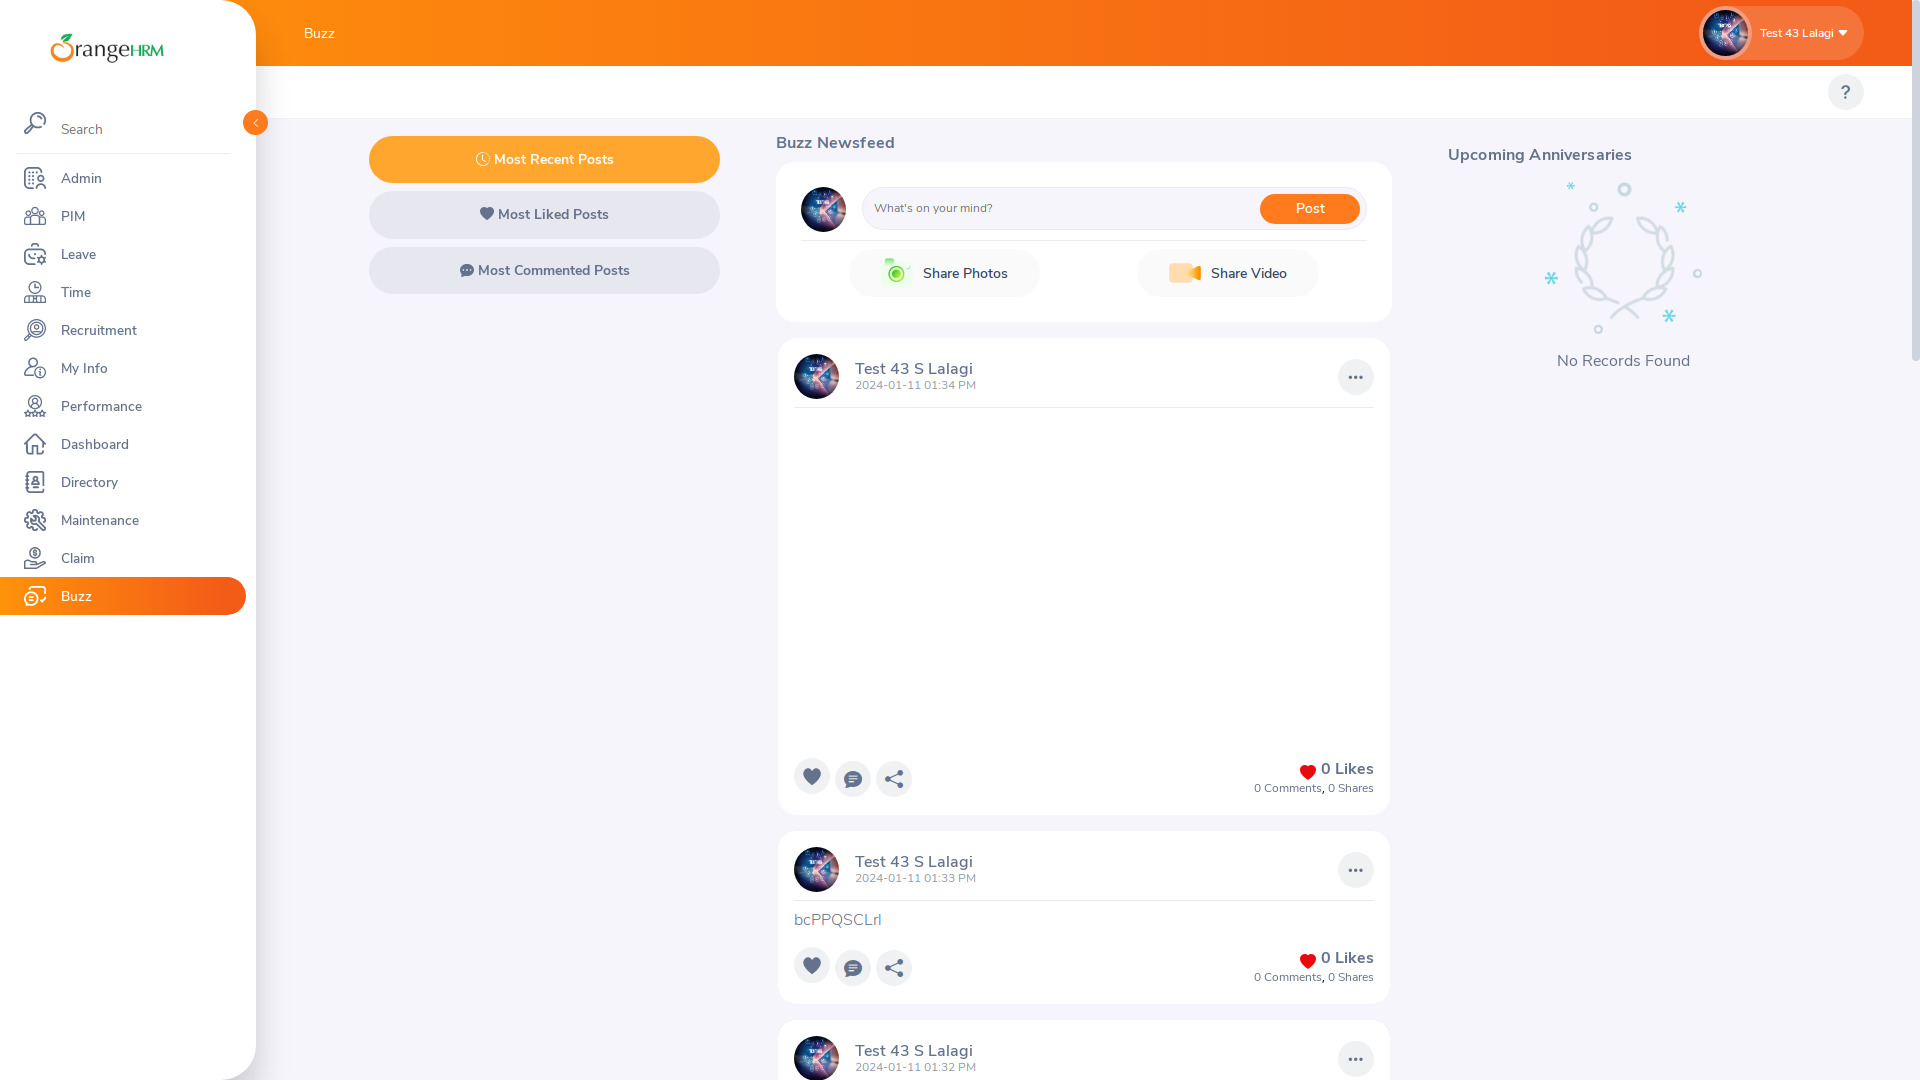 OrangeHRM
Search
Admin
PIM
Leave
Time
Recruitment
My Info
Performance
Dashboard
Directory
Maintenance
Claim
Buzz
Buzz
Test 43 Lalagi
?
Most Recent Posts
Most Liked Posts
Most Commented Posts
Buzz Newsfeed
What's on your mind?
Post
Share Photos
Share Video
Test 43 S Lalagi
2024-01-11 01:34 PM
0 Likes
0 Comments, 0 Shares
Test 43 S Lalagi
2024-01-11 01:33 PM
bcPPQSCLrl
0 Likes
0 Comments, 0 Shares
Test 43 S Lalagi
2024-01-11 01:32 PM
Upcoming Anniversaries
No Records Found